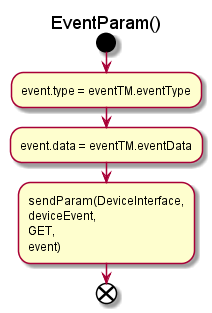 EventParam()
event.type = eventTM.eventType
event.data = eventTM.eventData
sendParam(DeviceInterface,
deviceEvent,
GET,
event)